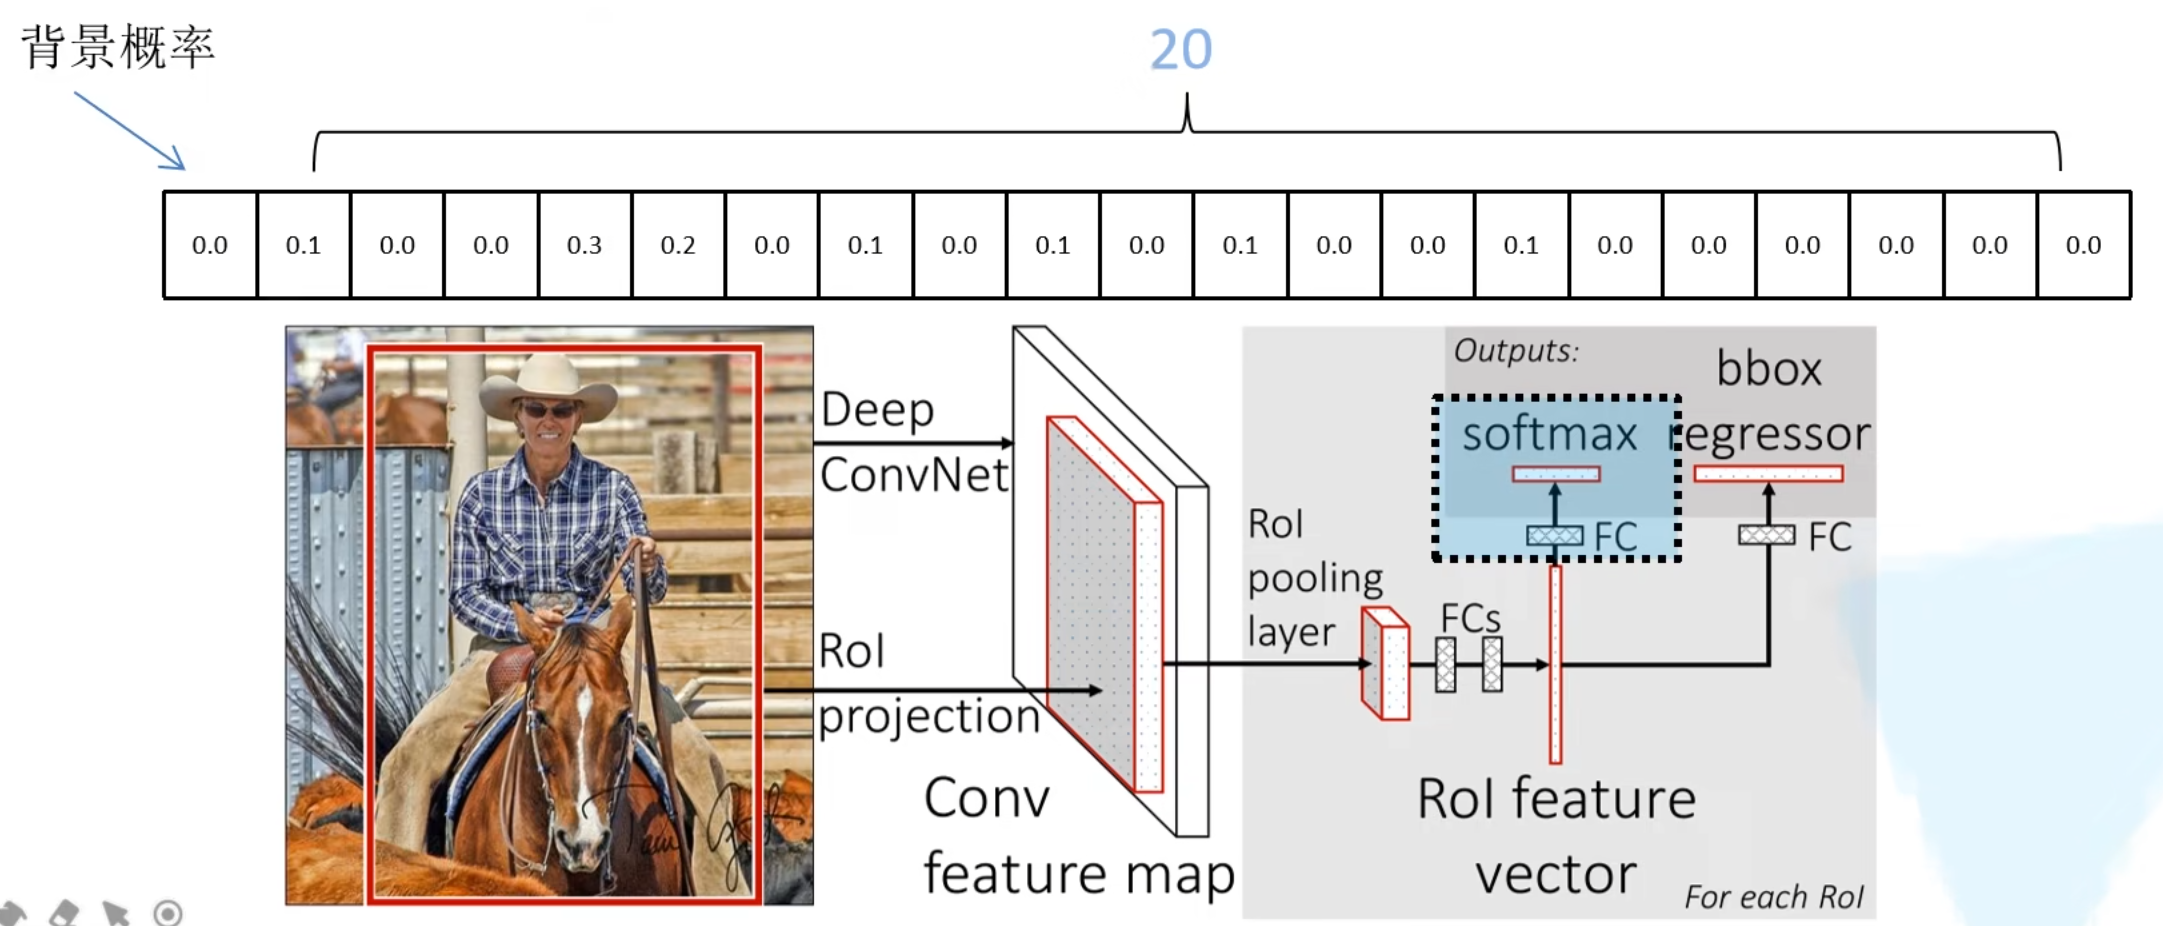 背景概率
20
0.0 0.1 0.0 0.0 0.3 0.2 0.0 0.1 0.0 0.1 0.0 0.1 0.0 0.0 0.1 0.0 0.0 0.0 0.0 0.0 0.0
Deep
ConvNet
RoI
projection
Conv
feature map
RoI
pooling
layer
FCs
Outputs:
softmax
FC
bbox
regressor
FC
RoI feature
vector
For each RoI